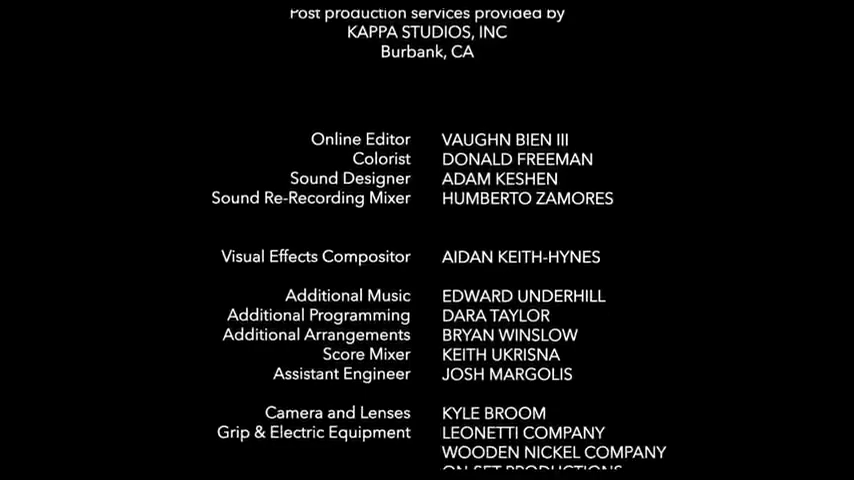 Post production services provided by
KAPPA STUDIOS, INC
Burbank, CA
Online Editor VAUGHN BIEN III
Colorist DONALD FREEMAN
Sound Designer ADAM KESHEN
Sound Re-Recording Mixer HUMBERTO ZAMORES
Visual Effects Compositor AIDAN KEITH-HYNES
Additional Music EDWARD UNDERHILL
Additional Programming DARA TAYLOR
Additional Arrangements BRYAN WINSLOW
Score Mixer KEITH UKRISNA
Assistant Engineer JOSH MARGOLIS
Camera and Lenses KYLE BROOM
Grip & Electric Equipment LEONETTI COMPANY
WOODEN NICKEL COMPANY
ON-SET PRODUCTIONS